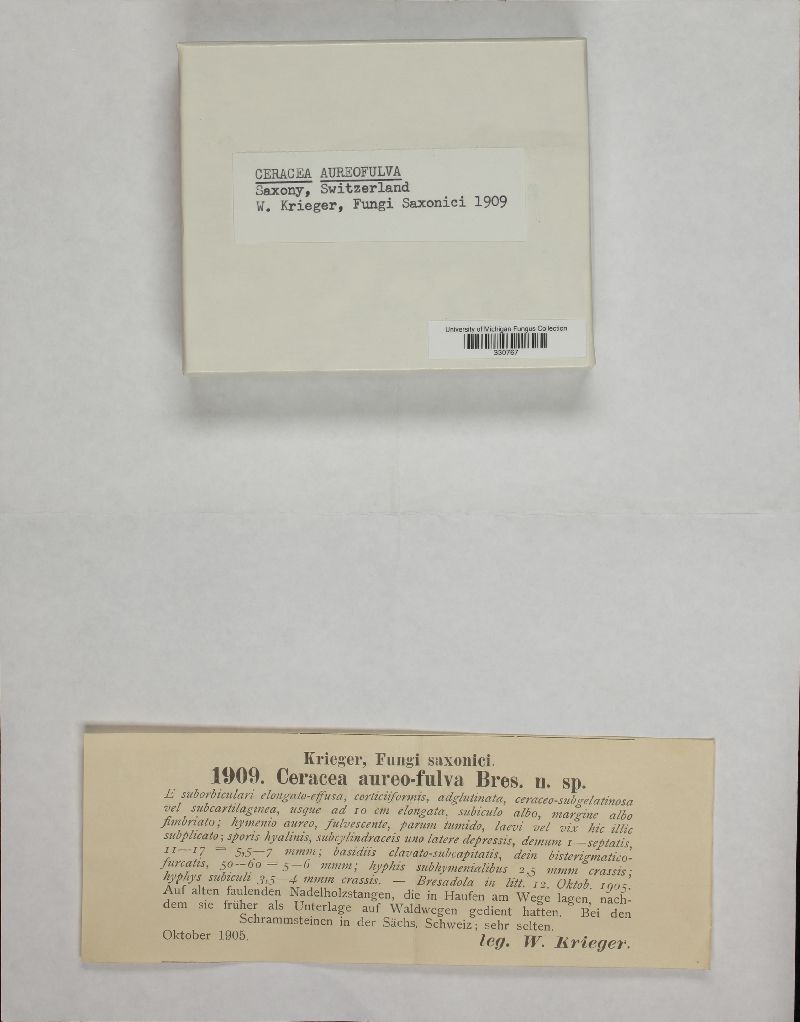 CERACEA AUREOFULVA
Saxony, Switzerland
W. Krieger, Fungi Saxonici 1909
University of Michigan Fungus Collection
330767
Krieger, Fungi saxonici.
1909. Ceracea aureo-fulva Bres. n. sp.
E suborbiculari elongato-effusa, corticiiformis, adglutinata, ceraceo-subgelatinosa
vel subcartilaginea, usque ad 10 cm elongata, subiculo albo, margine albo
fimbriato; hymenio aureo, fulvescente, parum tumido, laevi vel vix hic illic
subplicato; sporis hyalinis, subcylindraceis uno latere depressis, demum 1—septatis,
11—17 = 5,5—7 mmm; basidiis clavato-subcapitatis, dein bisterigmatico-
furcatis, 50—60 = 5—6 mmm; hyphis subhymenialibus 2,5 mmm crassis;
hyphys subiculi 3,5 4 mmm crassis. — Bresadola in litt. 12. Oktob. 1905.
Auf alten faulenden Nadelholzstangen, die in Haufen am Wege lagen, nach-
dem sie früher als Unterlage auf Waldwegen gedient hatten. Bei den
Schrammsteinen in der Sächs. Schweiz; sehr selten.
Oktober 1905. leg. W. Krieger.